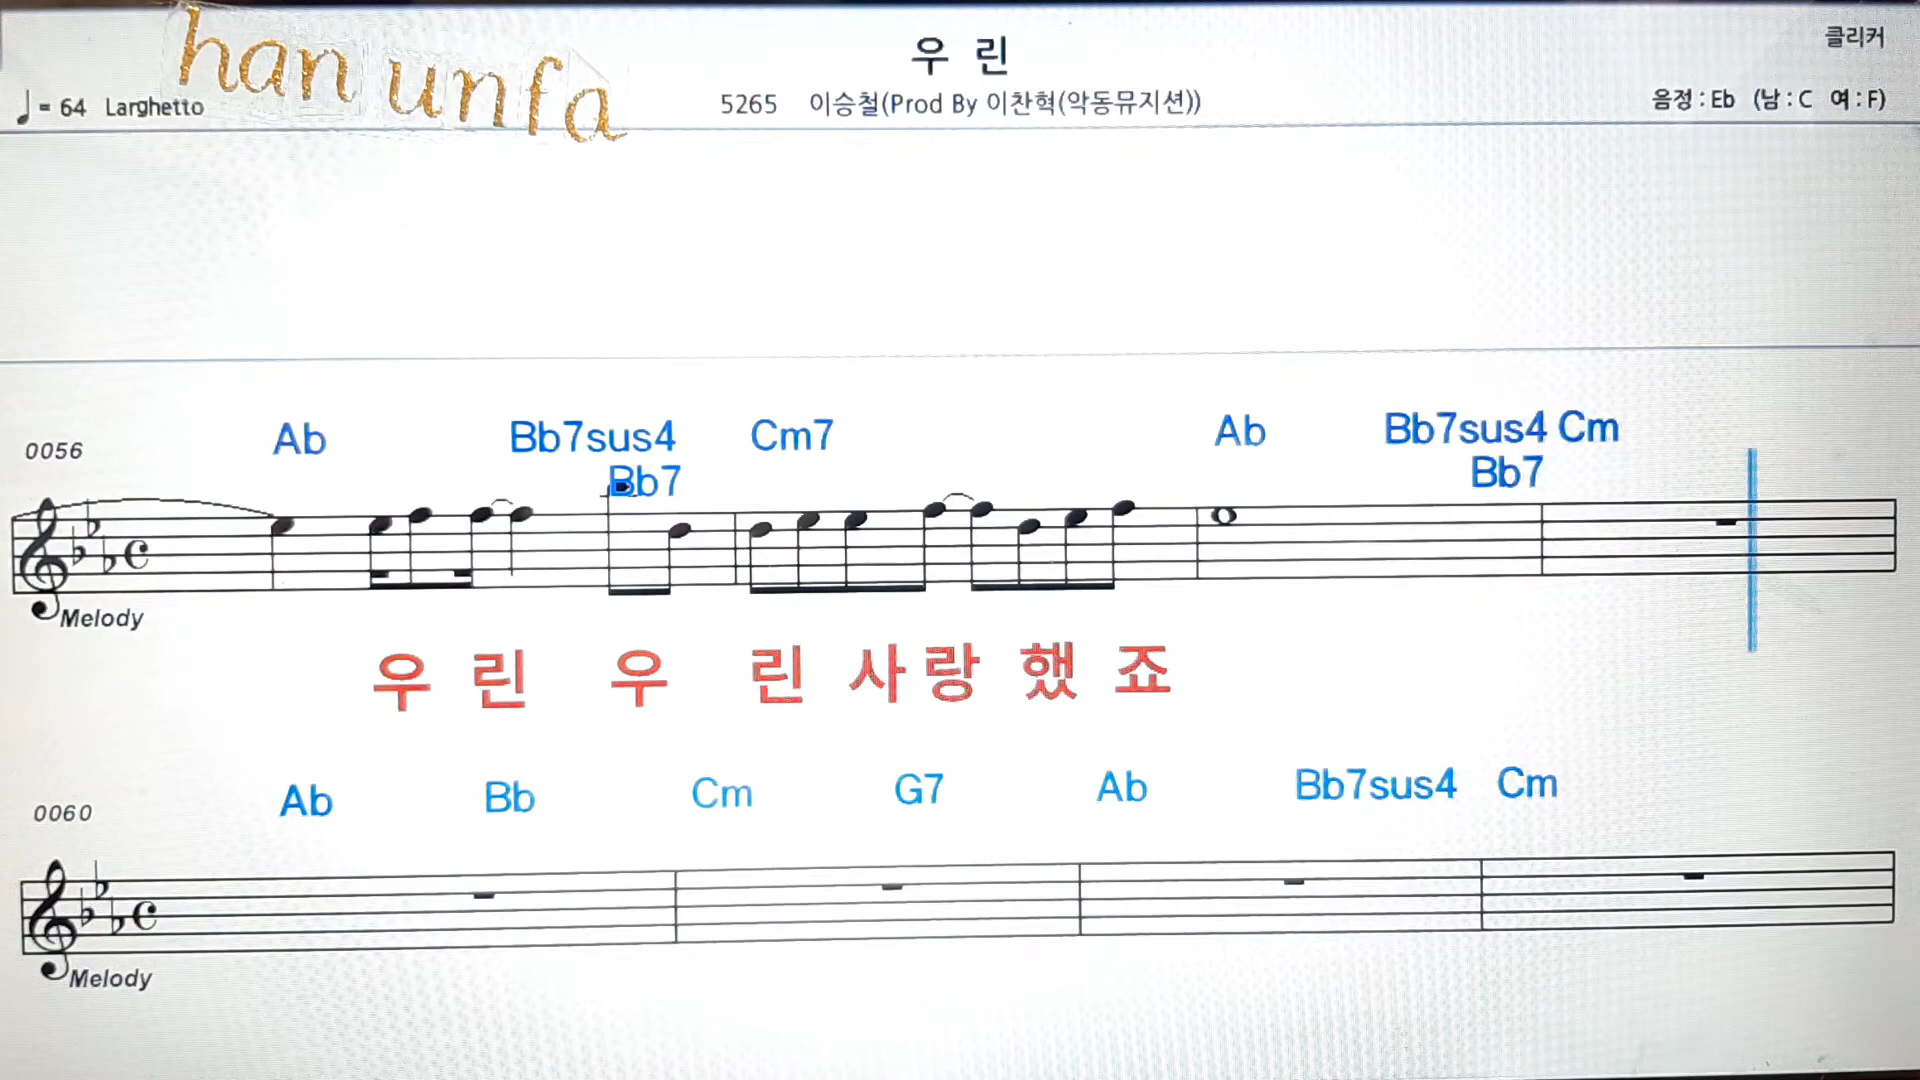 han unfa
우 린
클리커
♩= 64 Larghetto
5265 이승철(Prod By 이찬혁(악동뮤지션))
음정 : Eb (남 : C 여 : F)
0056
Ab Bb7sus4 Cm7 Ab Bb7sus4 Cm
Bb7 Bb7
Melody
우 린 우 린 사 랑 했 죠
0060
Ab Bb Cm G7 Ab Bb7sus4 Cm
Melody